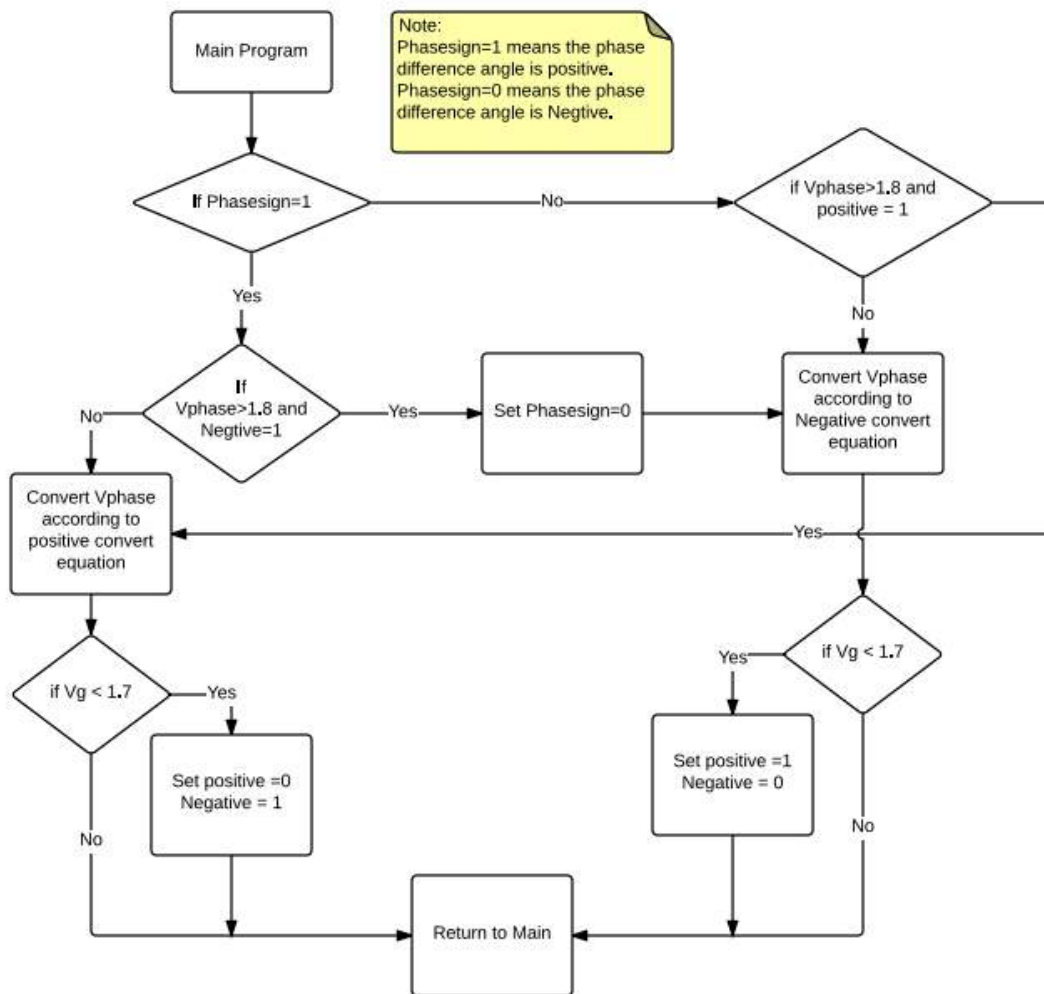 Main Program
Note:
Phasesign=1 means the phase
difference angle is positive.
Phasesign=0 means the phase
difference angle is Negtive.
If Phasesign=1
No
if Vphase>1.8 and
positive = 1
Yes
No
If
Vphase>1.8 and
Negtive=1
No
Yes
Set Phasesign=0
Convert Vphase
according to
Negative convert
equation
Convert Vphase
according to
positive convert
equation
Yes
if Vg < 1.7
Yes
if Vg < 1.7
Yes
Set positive =0
Negative = 1
Set positive =1
Negative = 0
No
No
Return to Main